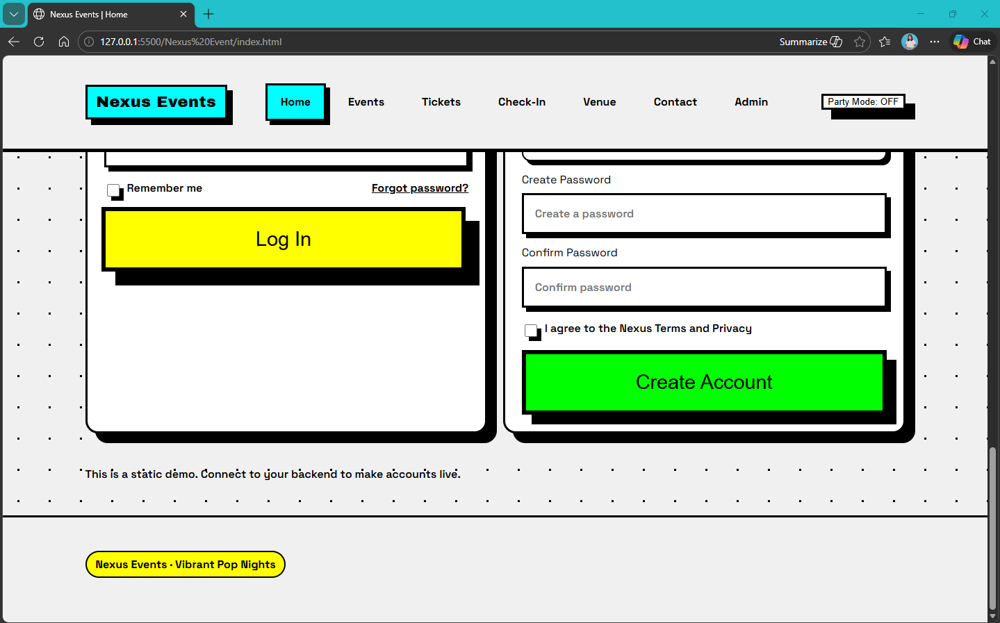 Nexus Events | Home
127.0.0.1:5500/Nexus%20Event/index.html
Summarize
Chat
Nexus Events
Home
Events
Tickets
Check-In
Venue
Contact
Admin
Party Mode: OFF
Remember me
Forgot password?
Log In
Create Password
Create a password
Confirm Password
Confirm password
I agree to the Nexus Terms and Privacy
Create Account
This is a static demo. Connect to your backend to make accounts live.
Nexus Events · Vibrant Pop Nights